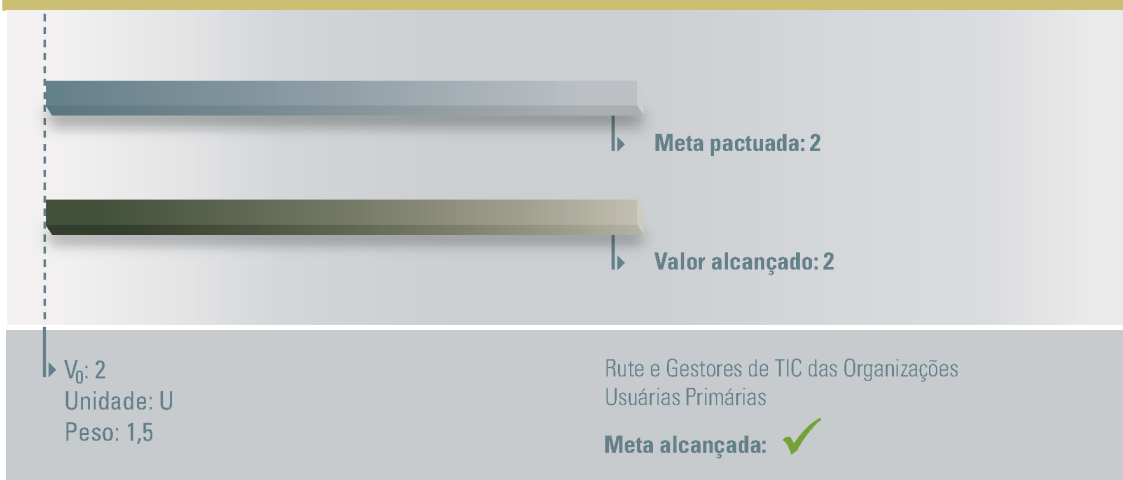 Meta pactuada: 2
Valor alcançado: 2
V0: 2
Unidade: U
Peso: 1,5
Rute e Gestores de TIC das Organizações
Usuárias Primárias
Meta alcançada: